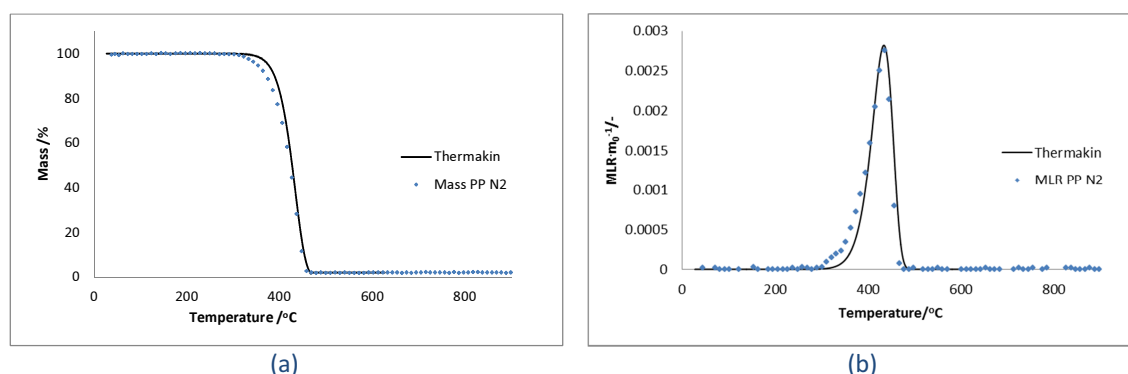 100
80
60
40
20
0
Mass /%
0 200 400 600 800
Temperature /°C
Thermakin
Mass PP N2
(a)
0.003
0.0025
0.002
0.0015
0.001
0.0005
0
MLR·m₀⁻¹/-
0 200 400 600 800
Temperature/°C
Thermakin
MLR PP N2
(b)